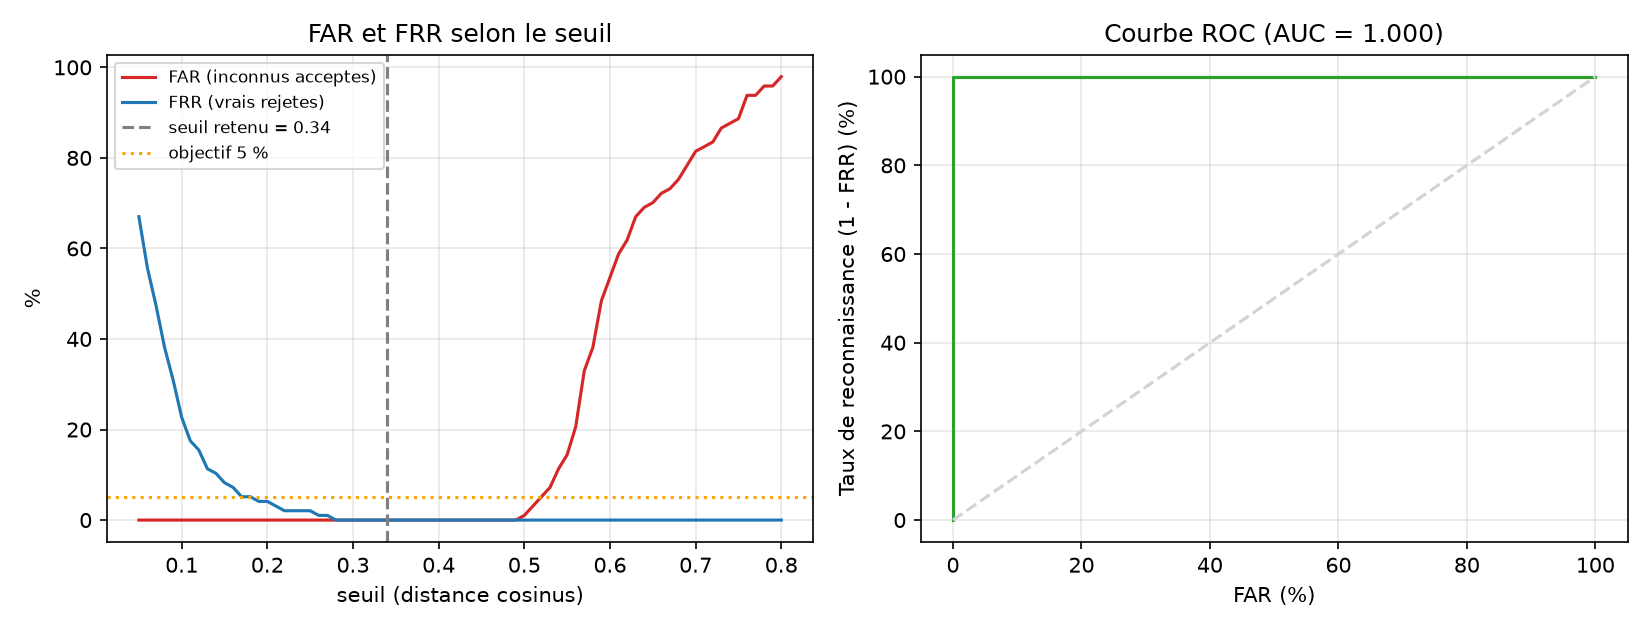 FAR et FRR selon le seuil
FAR (inconnus acceptes)
FRR (vrais rejetes)
seuil retenu = 0.34
objectif 5 %
100
80
60
40
20
0
%
0.1 0.2 0.3 0.4 0.5 0.6 0.7 0.8
seuil (distance cosinus)
Courbe ROC (AUC = 1.000)
100
80
60
40
20
0
Taux de reconnaissance (1 - FRR) (%)
0 20 40 60 80 100
FAR (%)